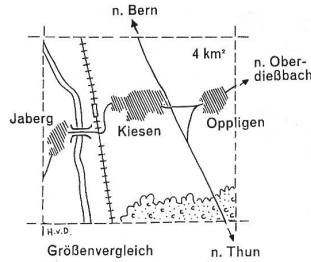 n. Bern
4 km²
n. Ober-
dießbach
Jaberg
Kiesen
Oppligen
H.v.D.
Größenvergleich
n. Thun